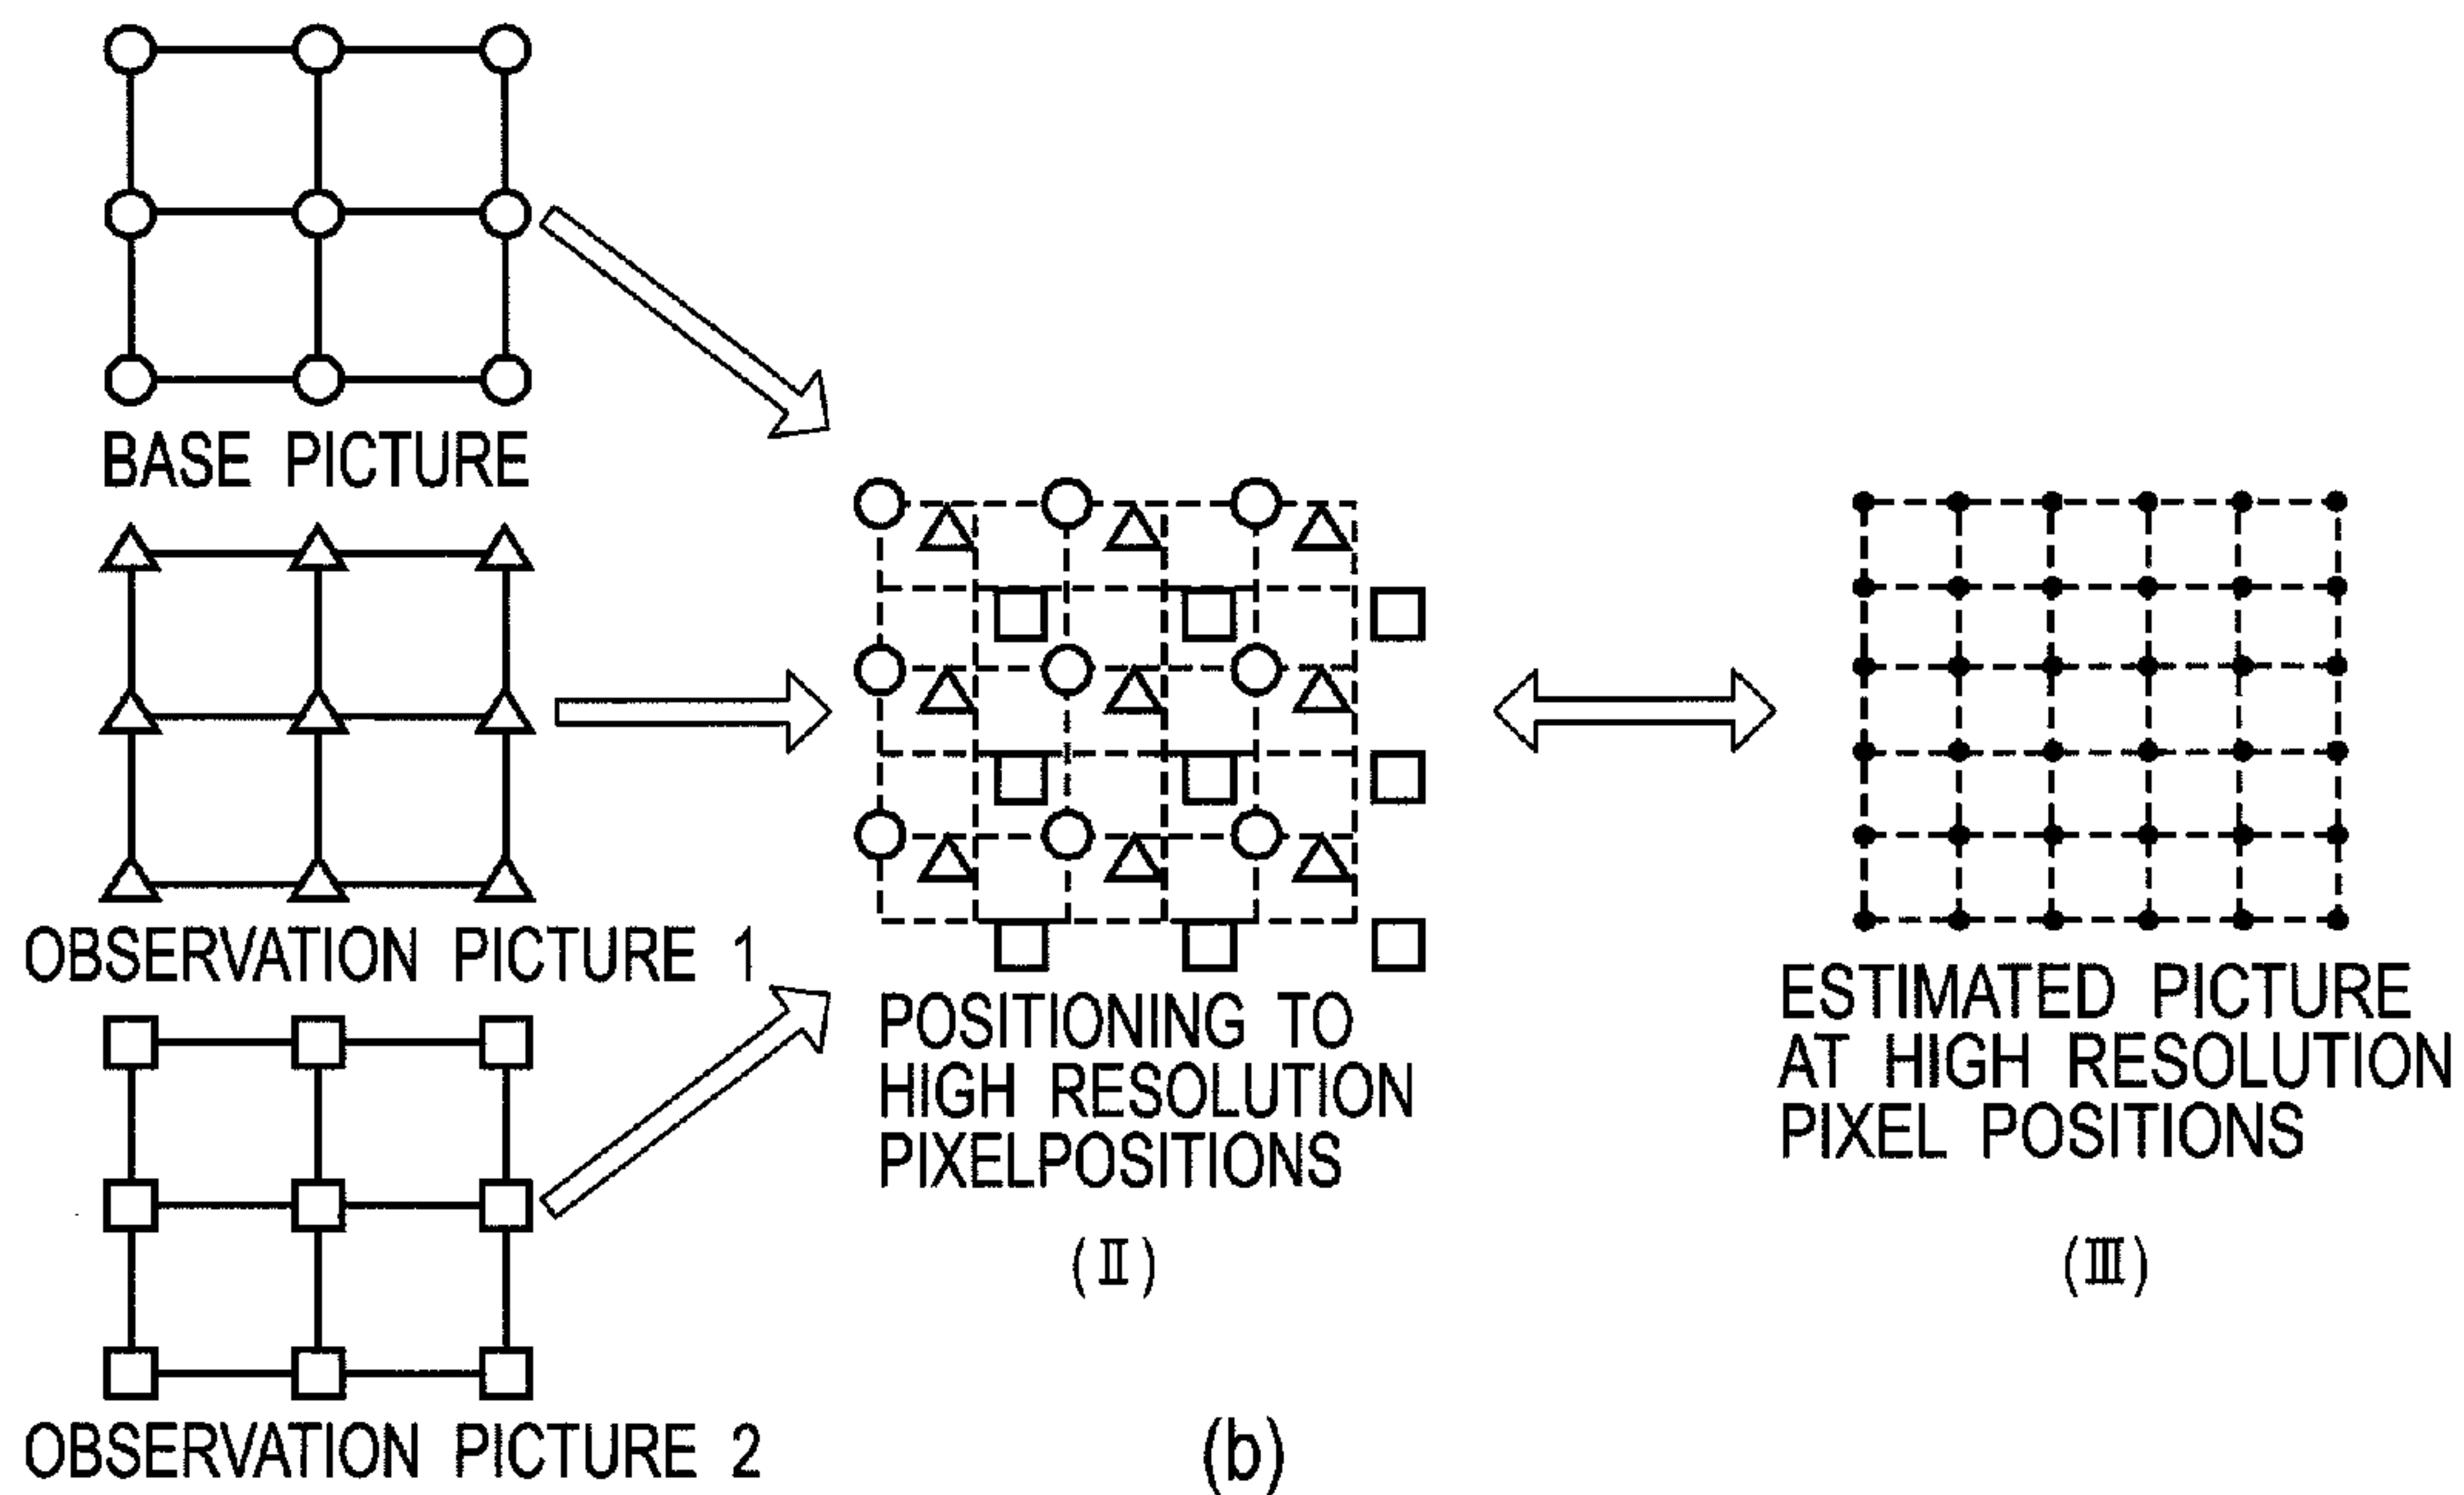 BASE PICTURE
OBSERVATION PICTURE 1
OBSERVATION PICTURE 2
POSITIONING TO
HIGH RESOLUTION
PIXELPOSITIONS
(II)
ESTIMATED PICTURE
AT HIGH RESOLUTION
PIXEL POSITIONS
(III)
(b)